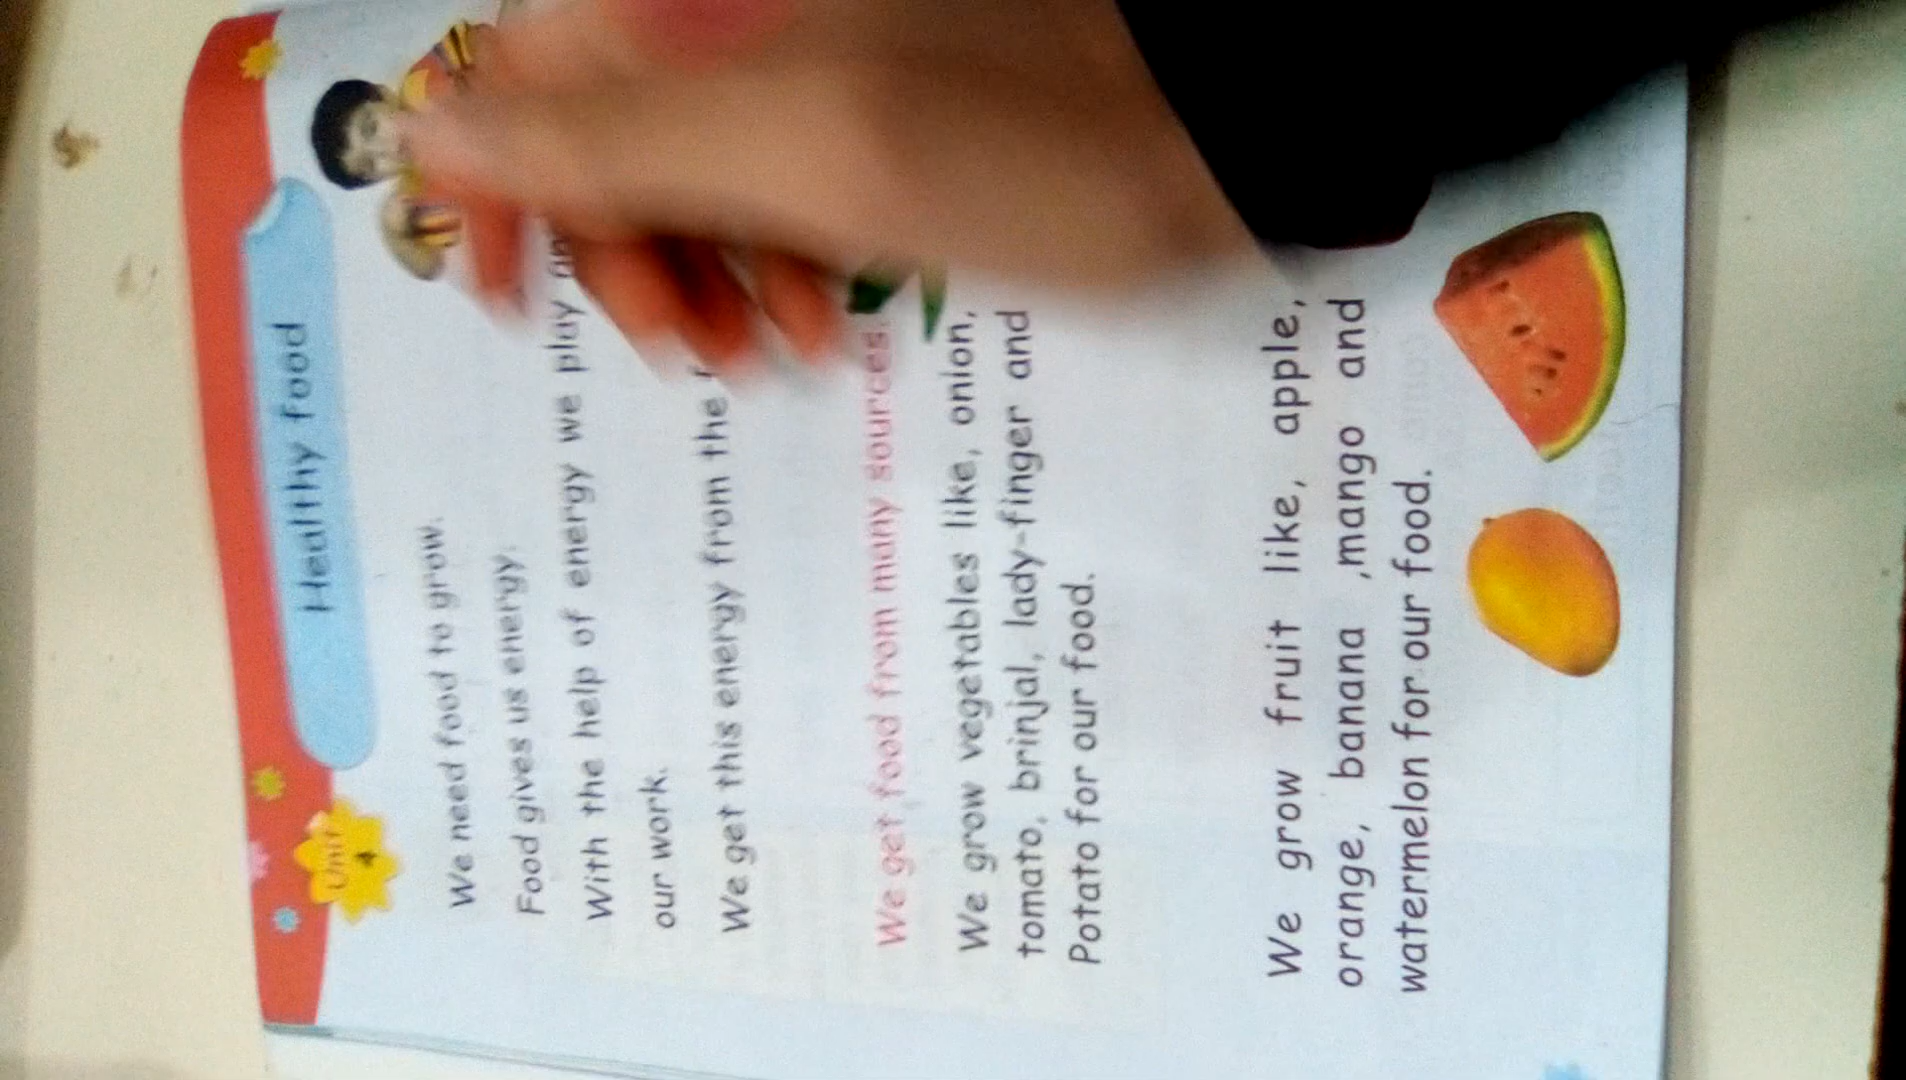 Unit
4
Healthy food
We need food to grow.
Food gives us energy.
With the help of energy we play
our work.
We get this energy from the
We get food from many sources.
We grow vegetables like, onion,
tomato, brinjal, lady-finger and
Potato for our food.
We grow fruit like, apple,
orange, banana ,mango and
watermelon for our food.